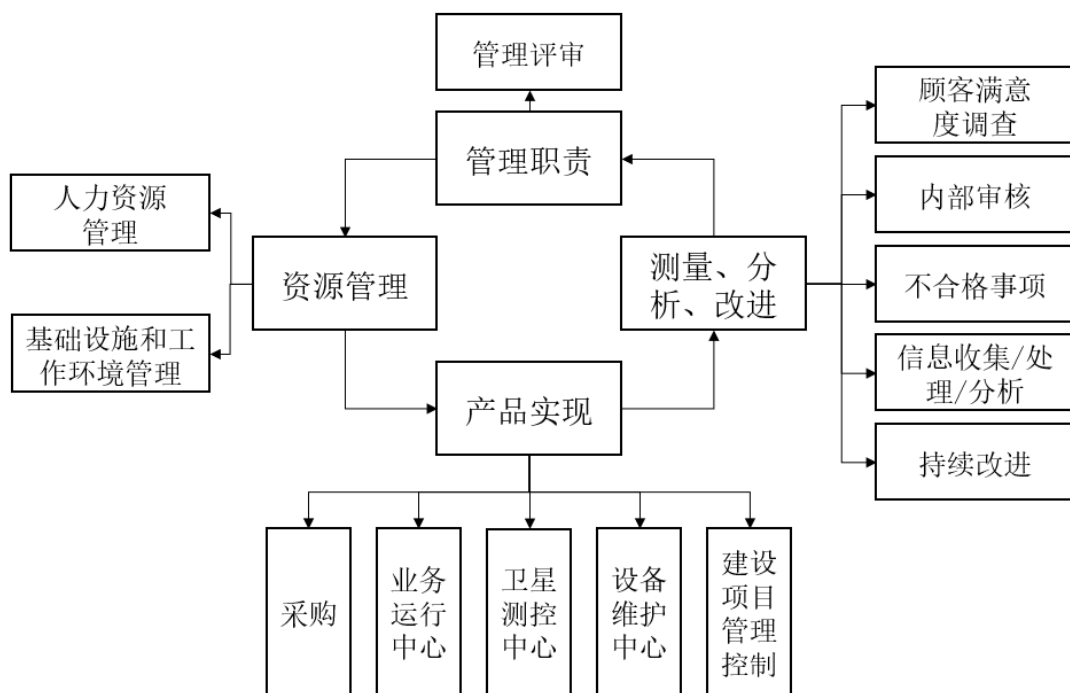 管理评审
管理职责
顾客满意
度调查
内部审核
人力资源
管理
资源管理
测量、分
析、改进
不合格事项
基础设施和工
作环境管理
信息收集/处
理/分析
产品实现
持续改进
采购
业务
运行
中心
卫星
测控
中心
设备
维护
中心
建设
项目
管理
控制